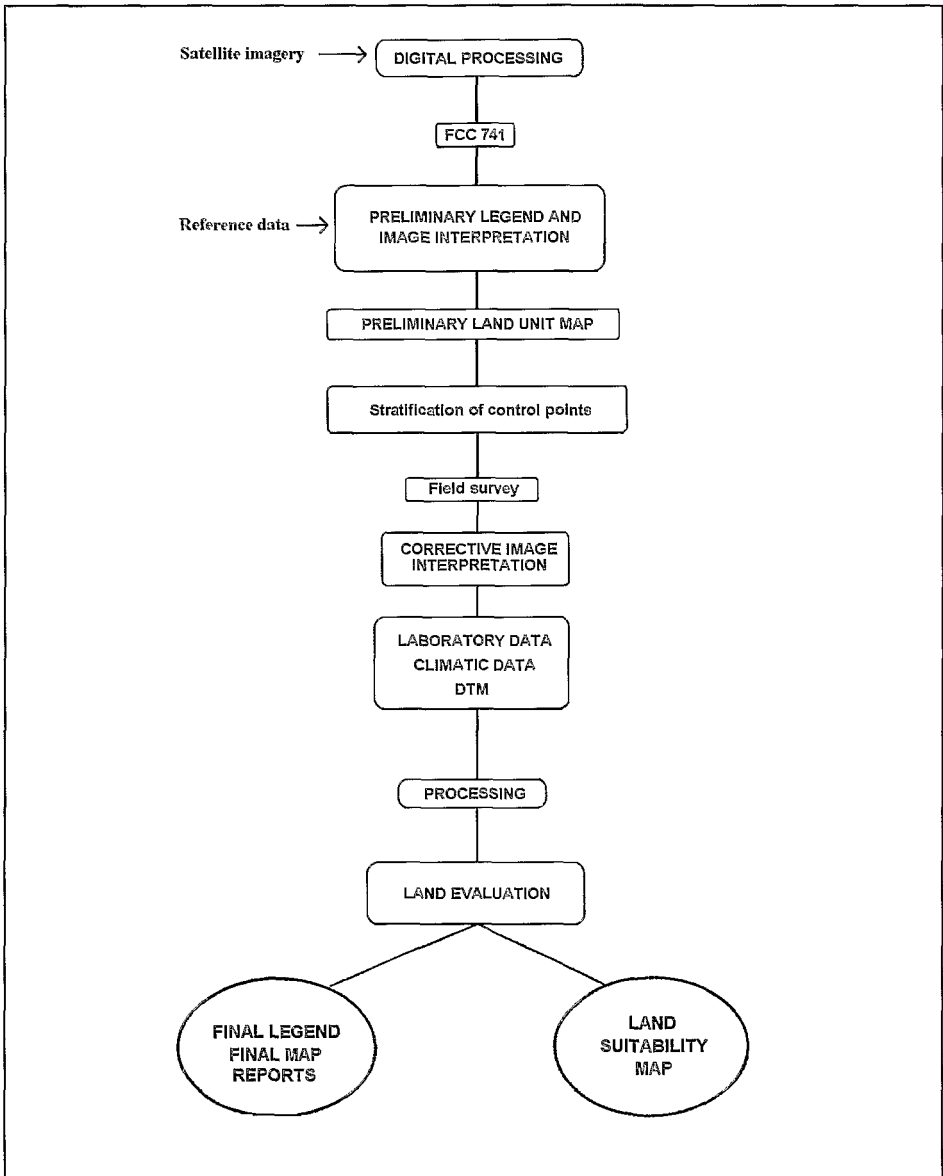 Satellite imagery
DIGITAL PROCESSING
FCC 741
Reference data
PRELIMINARY LEGEND AND
IMAGE INTERPRETATION
PRELIMINARY LAND UNIT MAP
Stratification of control points
Field survey
CORRECTIVE IMAGE
INTERPRETATION
LABORATORY DATA
CLIMATIC DATA
DTM
PROCESSING
LAND EVALUATION
FINAL LEGEND
FINAL MAP
REPORTS
LAND
SUITABILITY
MAP